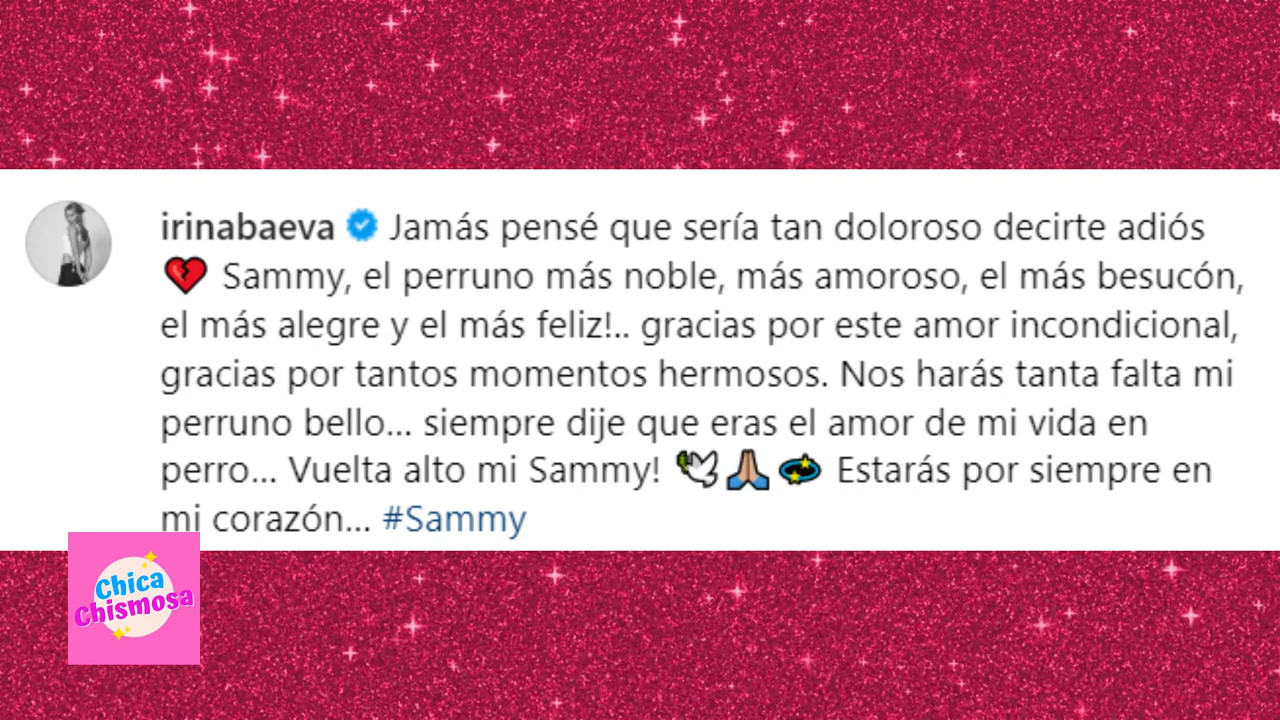 irinabaeva Jamás pensé que sería tan doloroso decirte adiós
💔 Sammy, el perruno más noble, más amoroso, el más besucón,
el más alegre y el más feliz!.. gracias por este amor incondicional,
gracias por tantos momentos hermosos. Nos harás tanta falta mi
perruno bello... siempre dije que eras el amor de mi vida en
perro... Vuelta alto mi Sammy! 🕊️🙏🏼💫 Estarás por siempre en
mi corazón... #Sammy
Chica
Chismosa